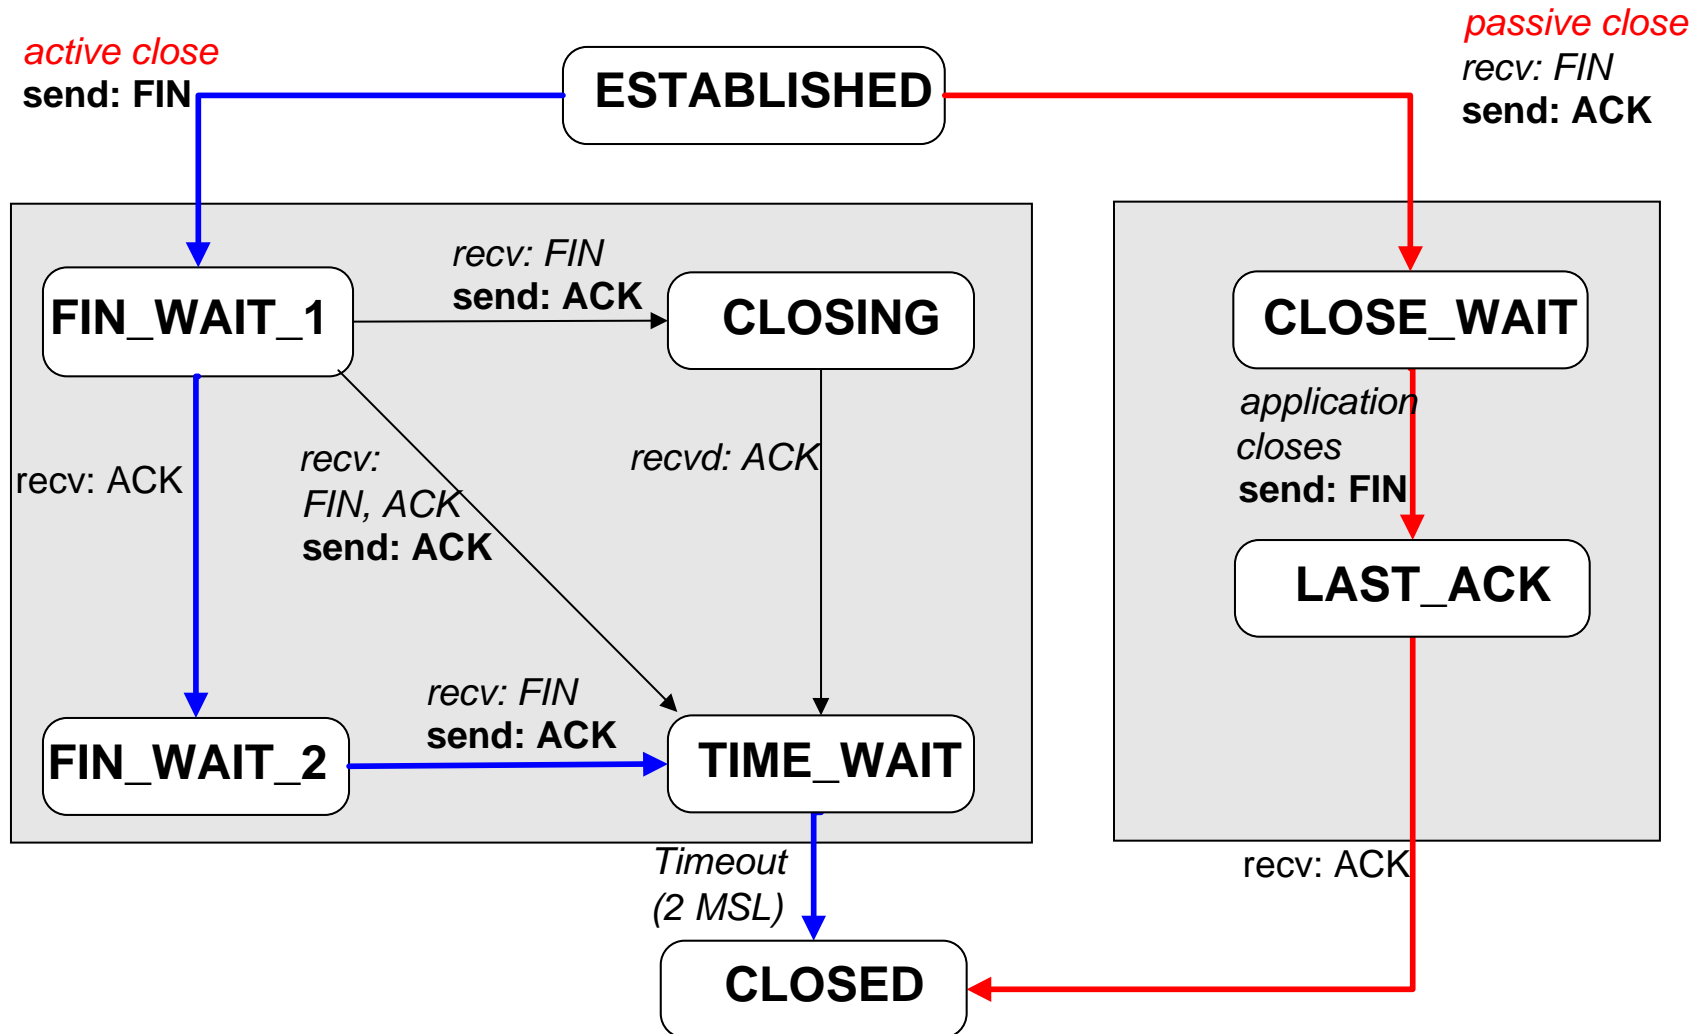 active close
send: FIN
ESTABLISHED
passive close
recv: FIN
send: ACK
FIN_WAIT_1
recv: FIN
send: ACK
CLOSING
CLOSE_WAIT
recv: ACK
recv:
FIN, ACK
send: ACK
recvd: ACK
application
closes
send: FIN
LAST_ACK
FIN_WAIT_2
recv: FIN
send: ACK
TIME_WAIT
Timeout
(2 MSL)
recv: ACK
CLOSED